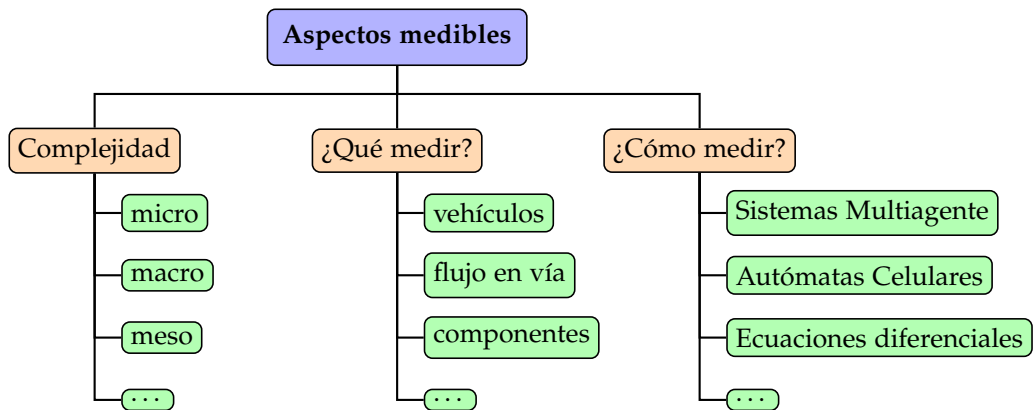 Aspectos medibles
Complejidad
micro
macro
meso
...
¿Qué medir?
vehículos
flujo en vía
componentes
...
¿Cómo medir?
Sistemas Multiagente
Autómatas Celulares
Ecuaciones diferenciales
...